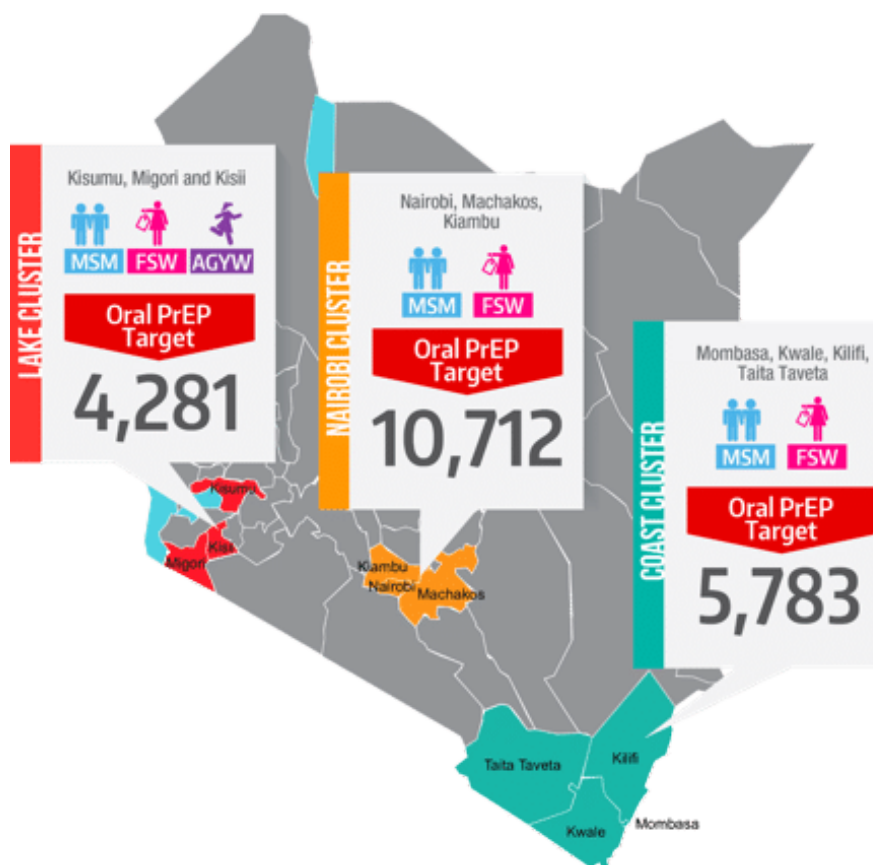 LAKE CLUSTER
Kisumu, Migori and Kisii
MSM FSW AGYW
Oral PrEP
Target
4,281
NAIROBI CLUSTER
Nairobi, Machakos,
Kiambu
MSM FSW
Oral PrEP
Target
10,712
COAST CLUSTER
Mombasa, Kwale, Kilifi,
Taita Taveta
MSM FSW
Oral PrEP
Target
5,783
Kisumu
Kisii
Migori
Kiambu
Nairobi
Machakos
Taita Taveta
Kilifi
Kwale
Mombasa